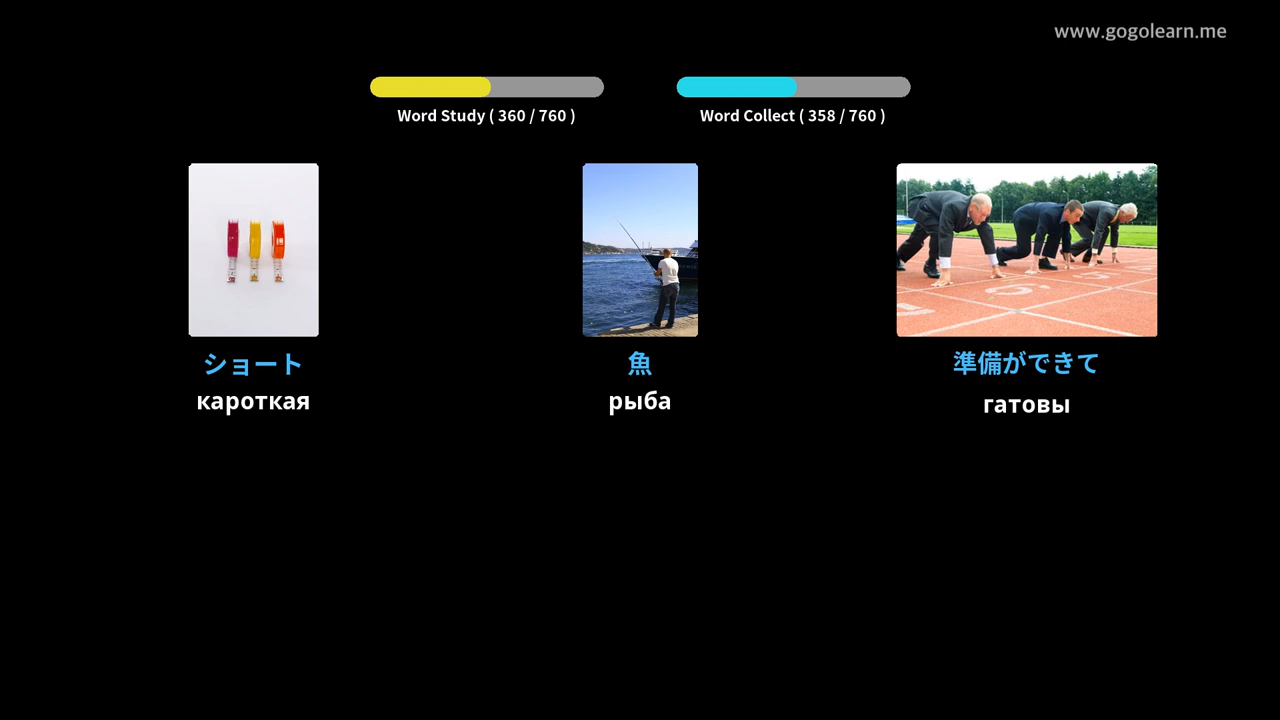 www.gogolearn.me
Word Study ( 360 / 760 )
Word Collect ( 358 / 760 )
ショート
кароткая
魚
рыба
準備ができて
гатовы